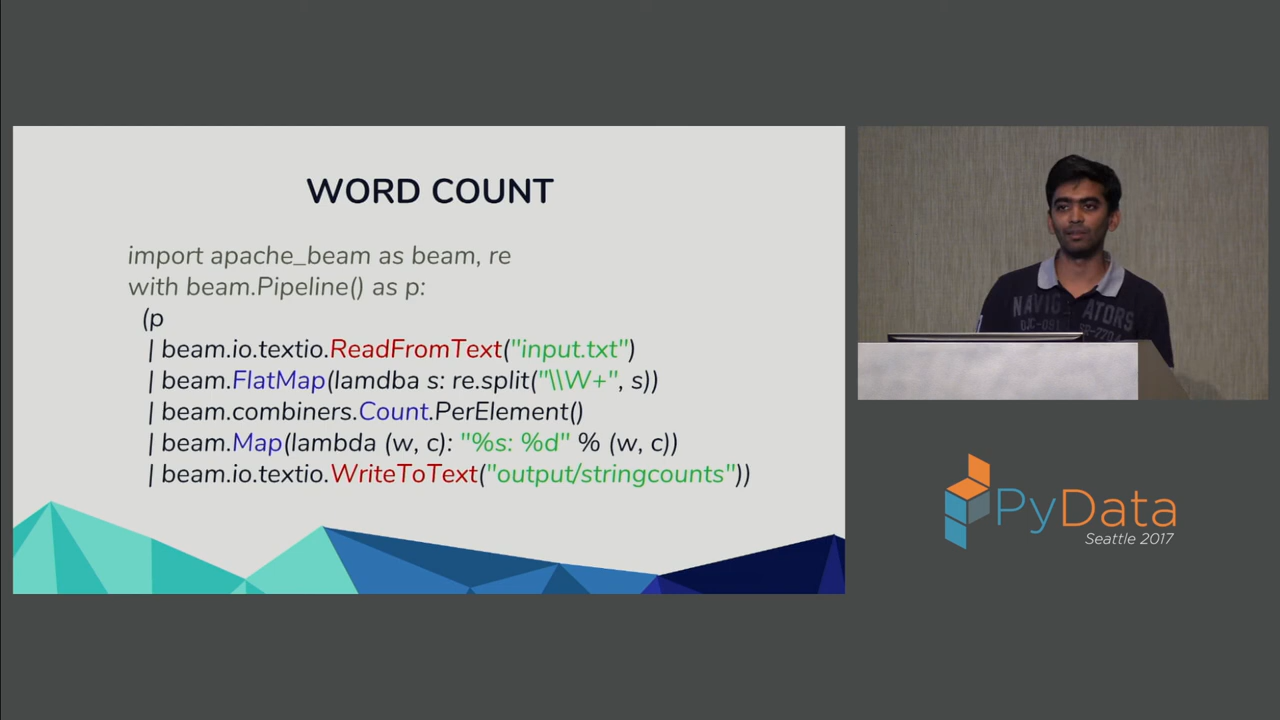 WORD COUNT
import apache_beam as beam, re
with beam.Pipeline() as p:
(p
| beam.io.textio.ReadFromText("input.txt")
| beam.FlatMap(lamdba s: re.split("\\W+", s))
| beam.combiners.Count.PerElement()
| beam.Map(lambda (w, c): "%s: %d" % (w, c))
| beam.io.textio.WriteToText("output/stringcounts"))
NAVIG ATORS
PyData
Seattle 2017